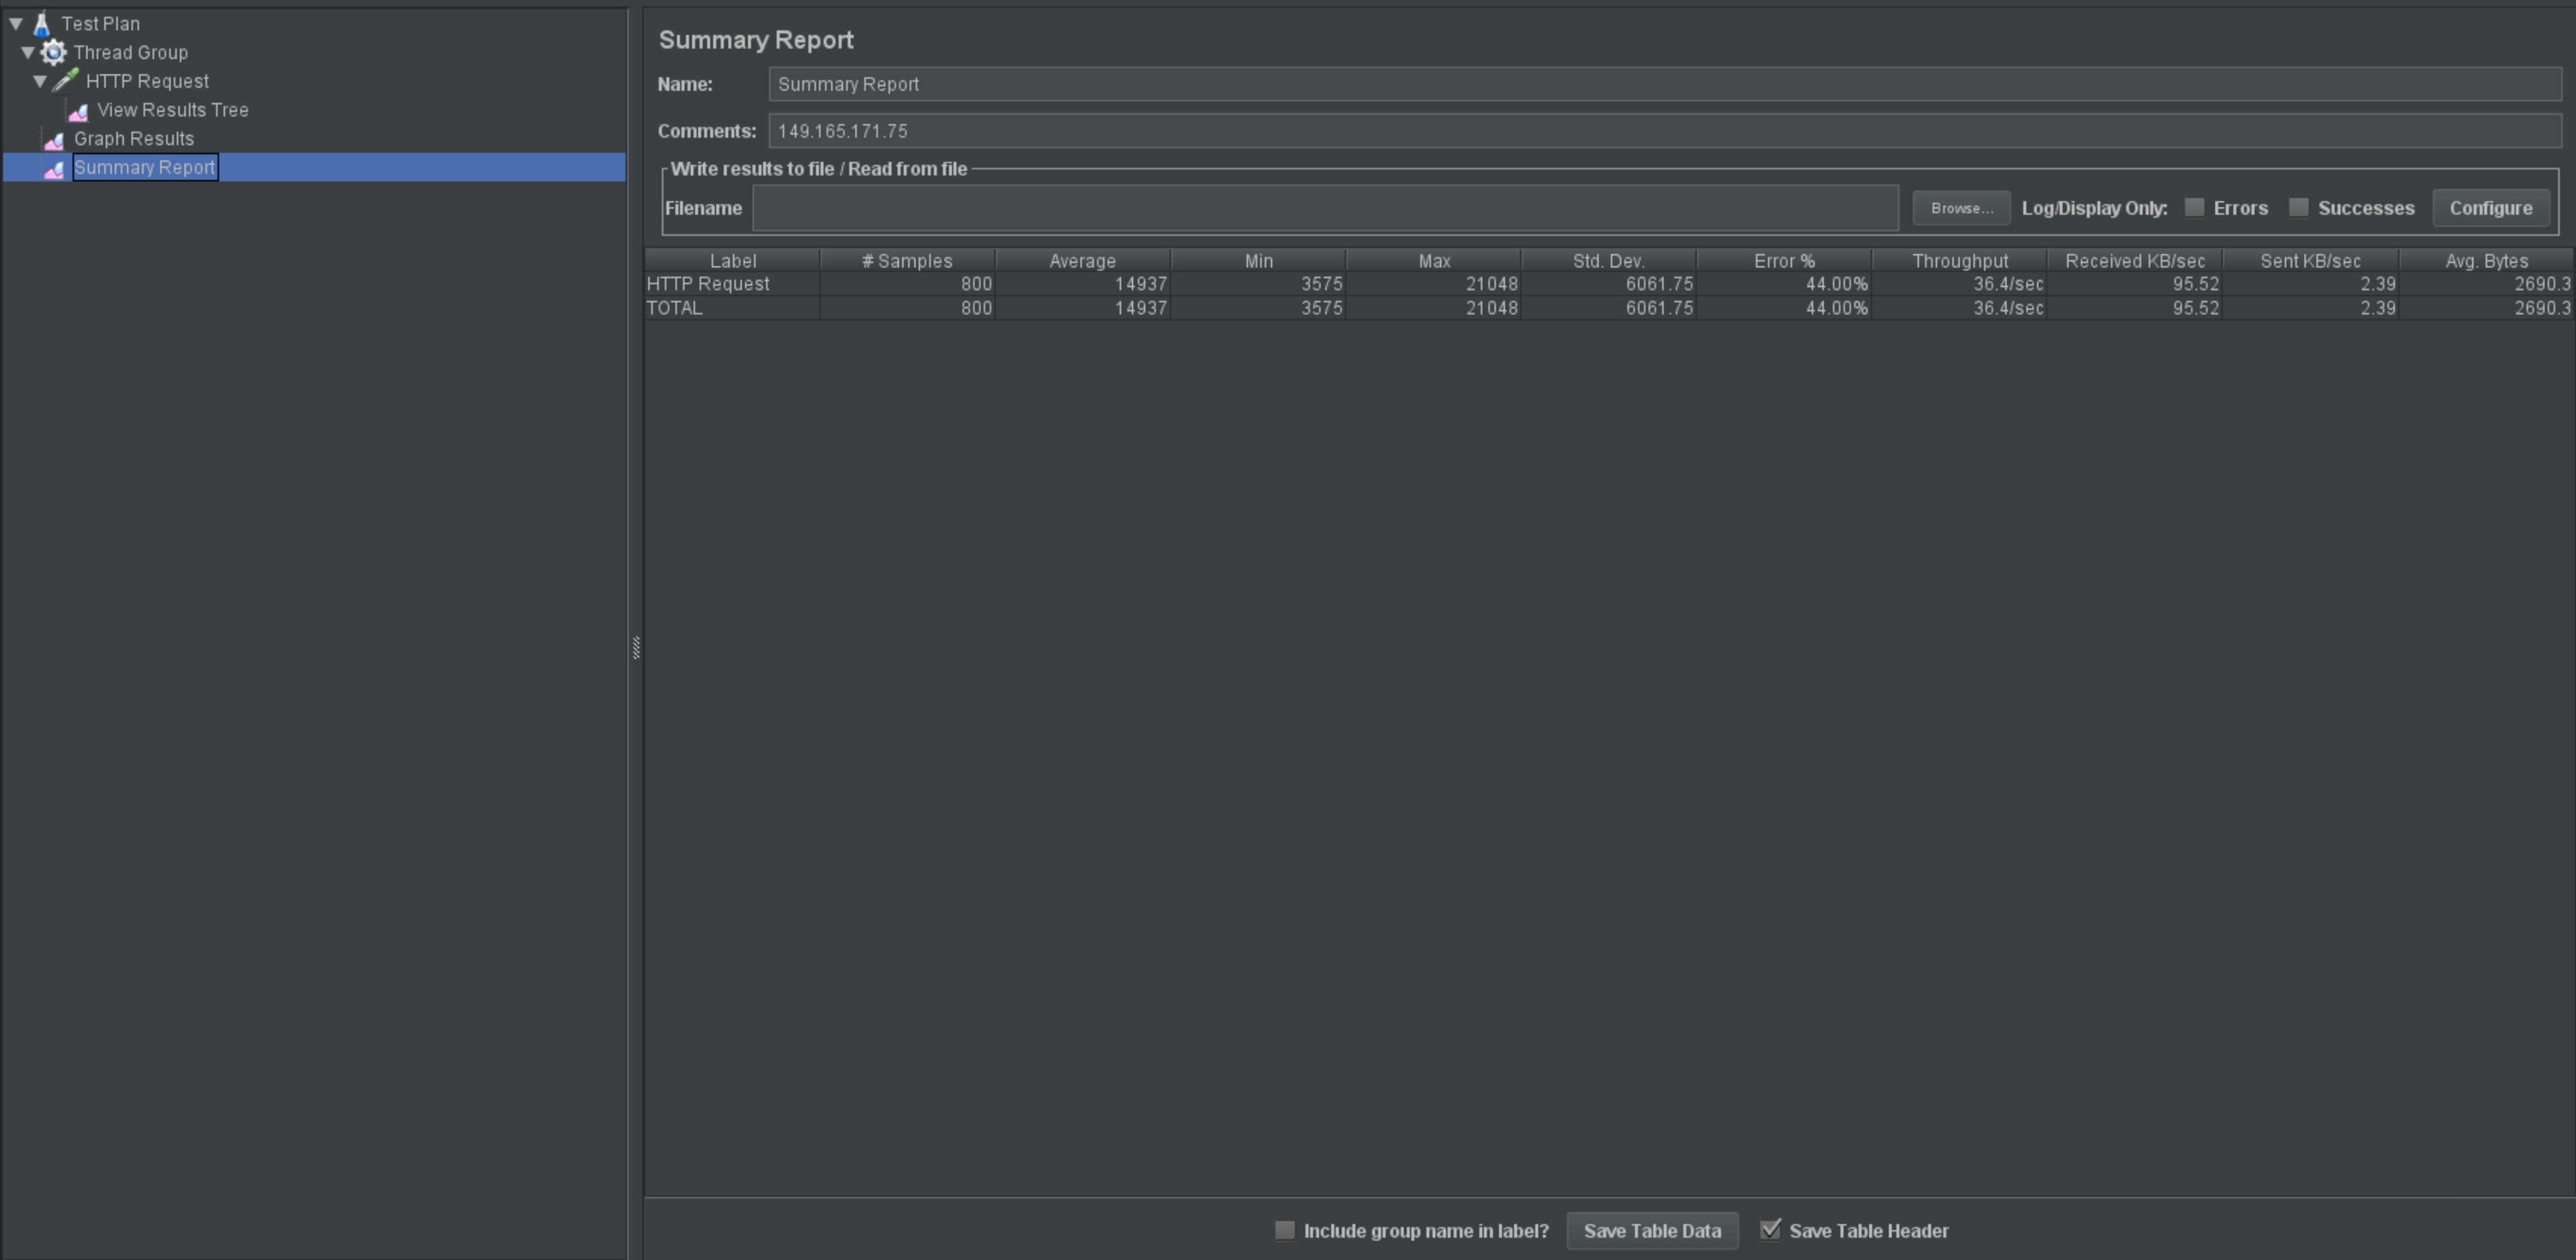 Test Plan
Thread Group
HTTP Request
View Results Tree
Graph Results
Summary Report
Summary Report
Name: Summary Report
Comments: 149.165.171.75
Write results to file / Read from file
Filename Browse... Log/Display Only: Errors Successes Configure
Label # Samples Average Min Max Std. Dev. Error % Throughput Received KB/sec Sent KB/sec Avg. Bytes
HTTP Request 800 14937 3575 21048 6061.75 44.00% 36.4/sec 95.52 2.39 2690.3
TOTAL 800 14937 3575 21048 6061.75 44.00% 36.4/sec 95.52 2.39 2690.3
Include group name in label? Save Table Data Save Table Header